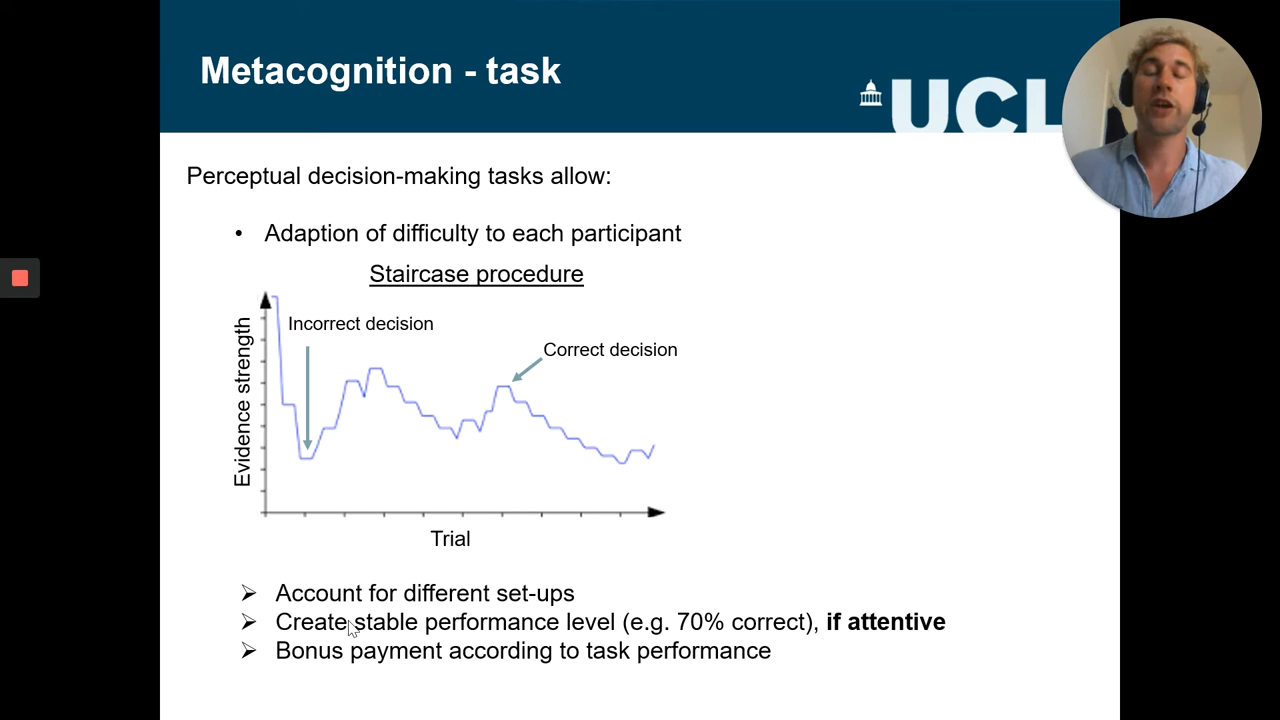 Metacognition - task
UCL
Perceptual decision-making tasks allow:
• Adaption of difficulty to each participant
Staircase procedure
Incorrect decision
Correct decision
Evidence strength
Trial
➢ Account for different set-ups
➢ Create stable performance level (e.g. 70% correct), if attentive
➢ Bonus payment according to task performance